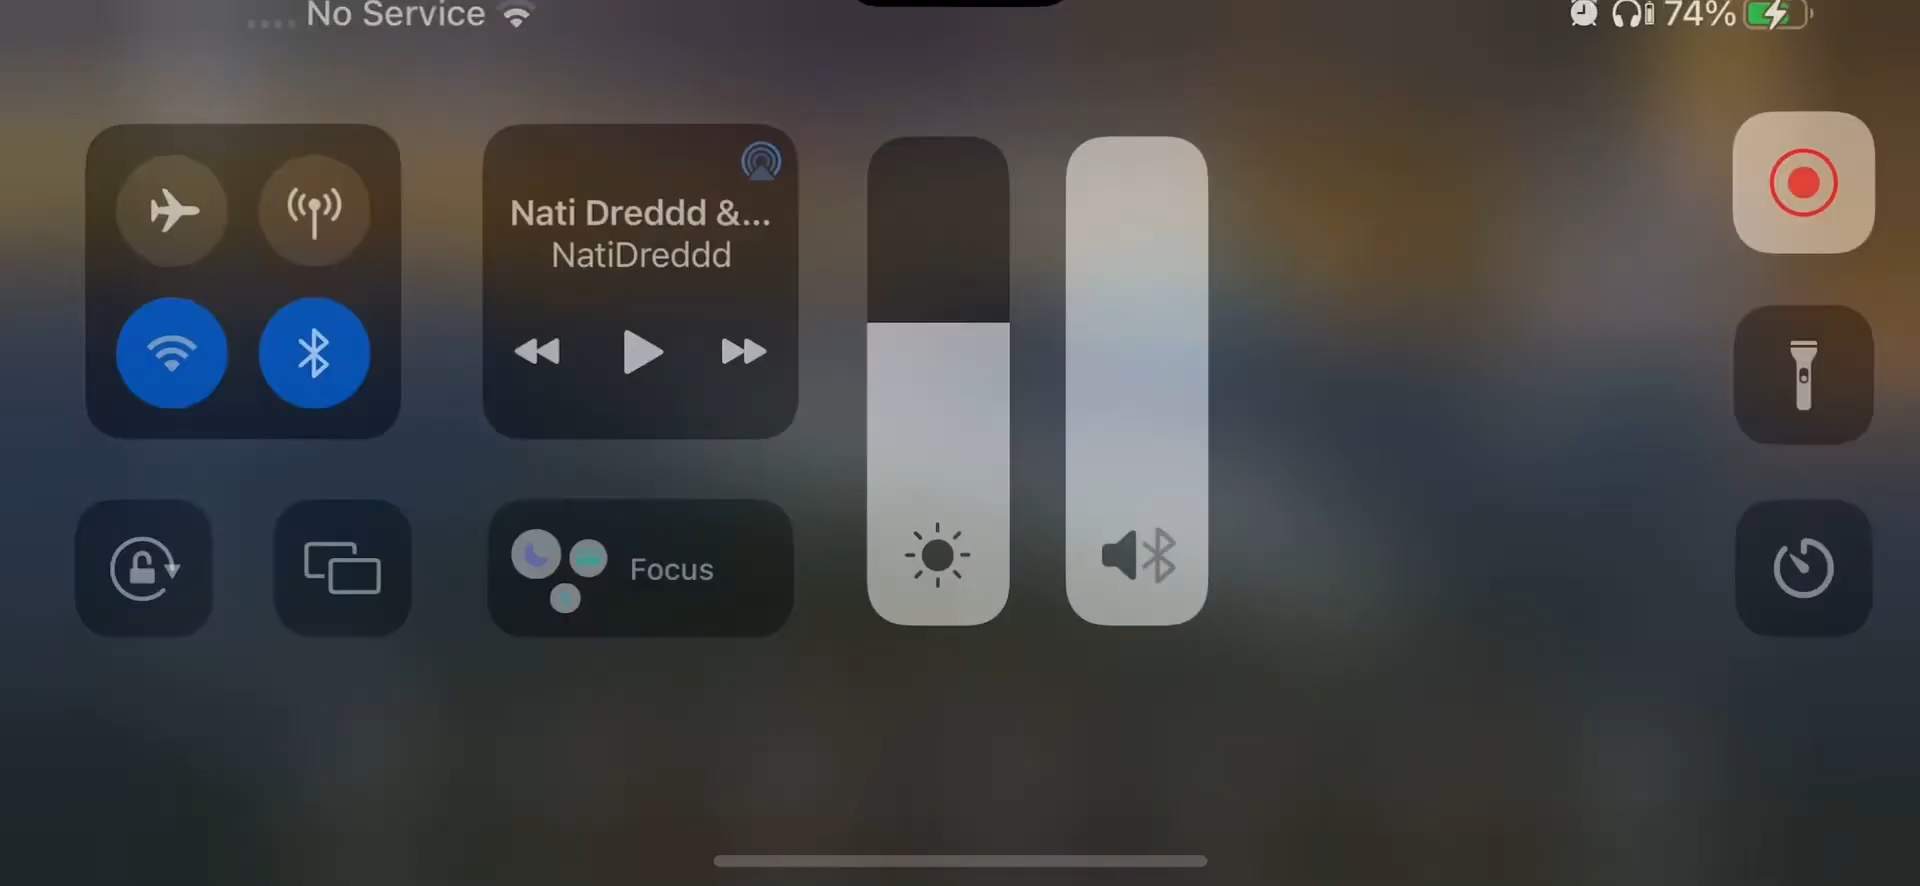 No Service
74%
Nati Dreddd &...
NatiDreddd
Focus